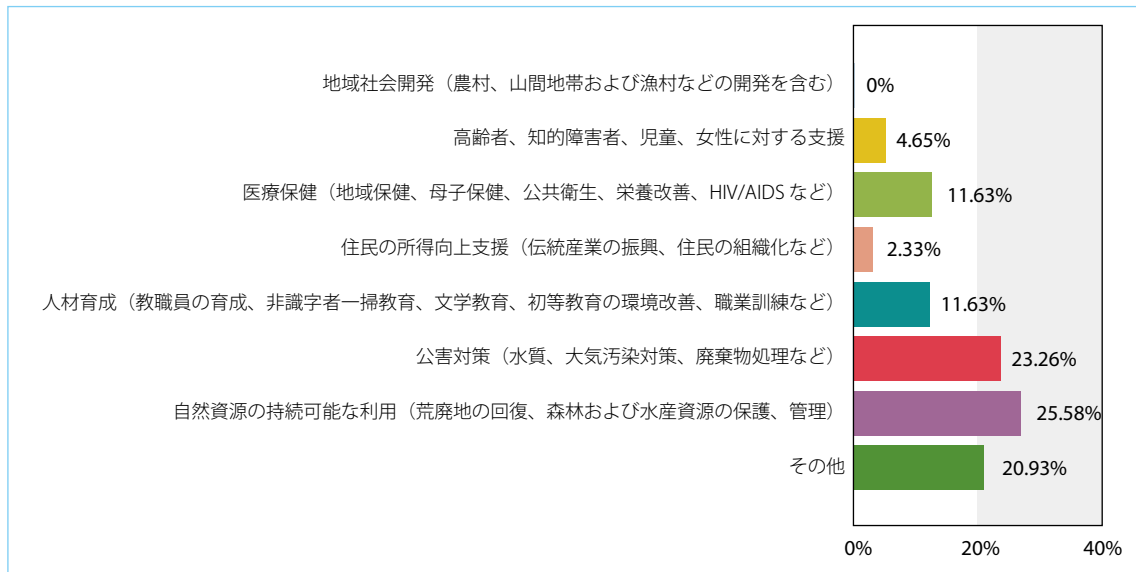 地域社会開発（農村、山間地帯および漁村などの開発を含む） 0%
高齢者、知的障害者、児童、女性に対する支援 4.65%
医療保健（地域保健、母子保健、公共衛生、栄養改善、HIV/AIDS など） 11.63%
住民の所得向上支援（伝統産業の振興、住民の組織化など） 2.33%
人材育成（教職員の育成、非識字者一掃教育、文学教育、初等教育の環境改善、職業訓練など） 11.63%
公害対策（水質、大気汚染対策、廃棄物処理など） 23.26%
自然資源の持続可能な利用（荒廃地の回復、森林および水産資源の保護、管理） 25.58%
その他 20.93%
0% 20% 40%